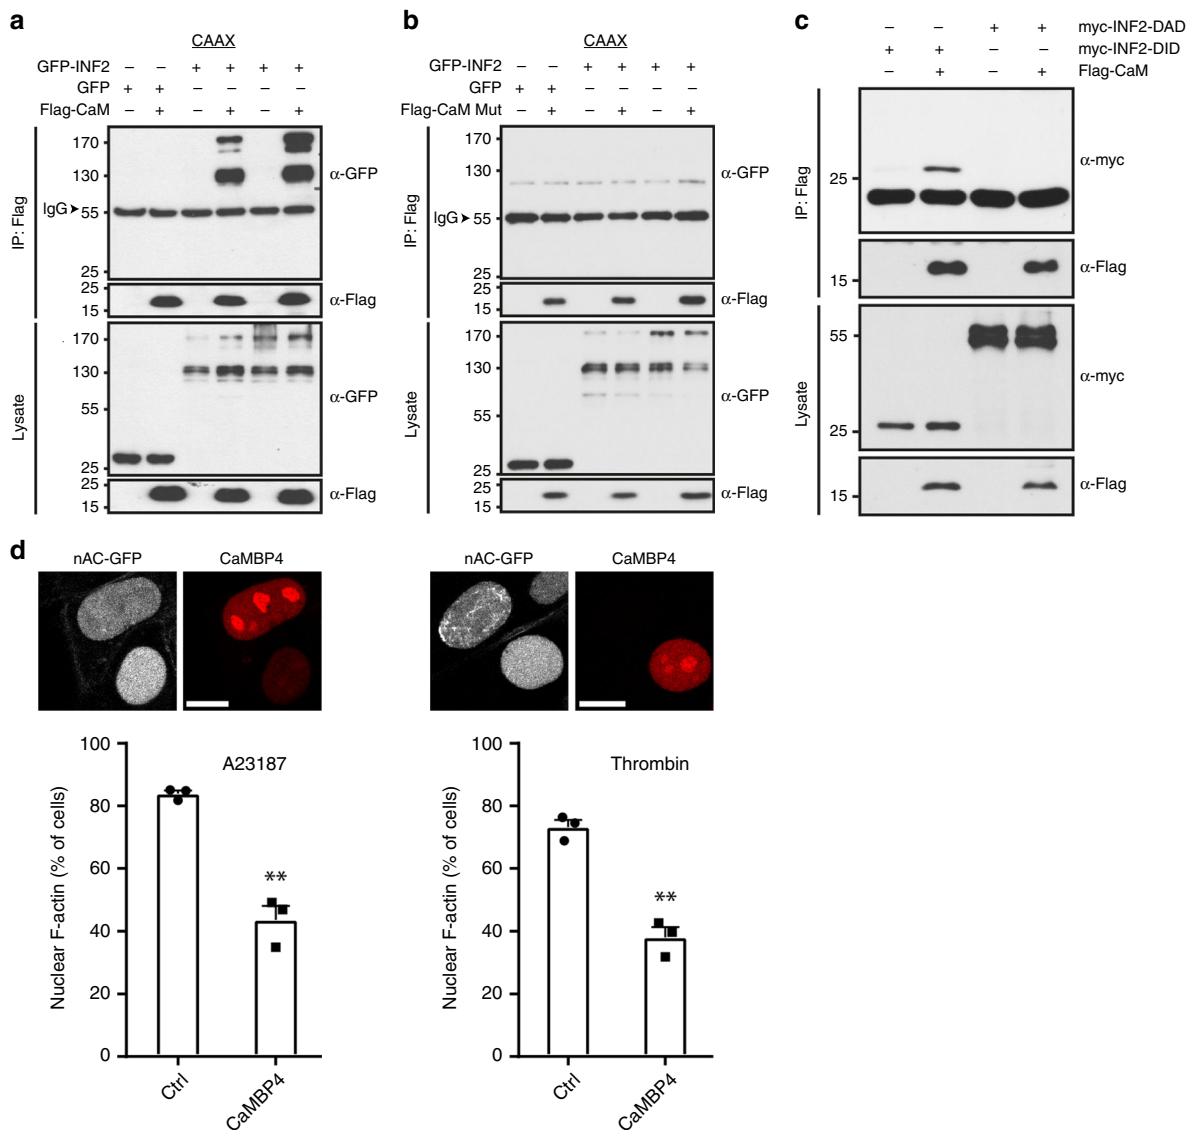 a
CAAX
GFP-INF2 – – + + + +
GFP + + – – – –
Flag-CaM – + – + – +
IP: Flag
170
130
IgG 55
25
α-GFP
25
15
α-Flag
Lysate
170
130
55
25
α-GFP
25
15
α-Flag
b
CAAX
GFP-INF2 – – + + + +
GFP + + – – – –
Flag-CaM Mut – + – + – +
IP: Flag
170
130
IgG 55
25
α-GFP
25
15
α-Flag
Lysate
170
130
55
25
α-GFP
25
15
α-Flag
c
– – + + myc-INF2-DAD
+ + – – myc-INF2-DID
– + – + Flag-CaM
IP: Flag
25
α-myc
15
α-Flag
Lysate
55
25
α-myc
15
α-Flag
d
nAC-GFP CaMBP4
Nuclear F-actin (% of cells)
100
80
60
40
20
0
A23187
**
Ctrl
CaMBP4
nAC-GFP CaMBP4
Nuclear F-actin (% of cells)
100
80
60
40
20
0
Thrombin
**
Ctrl
CaMBP4